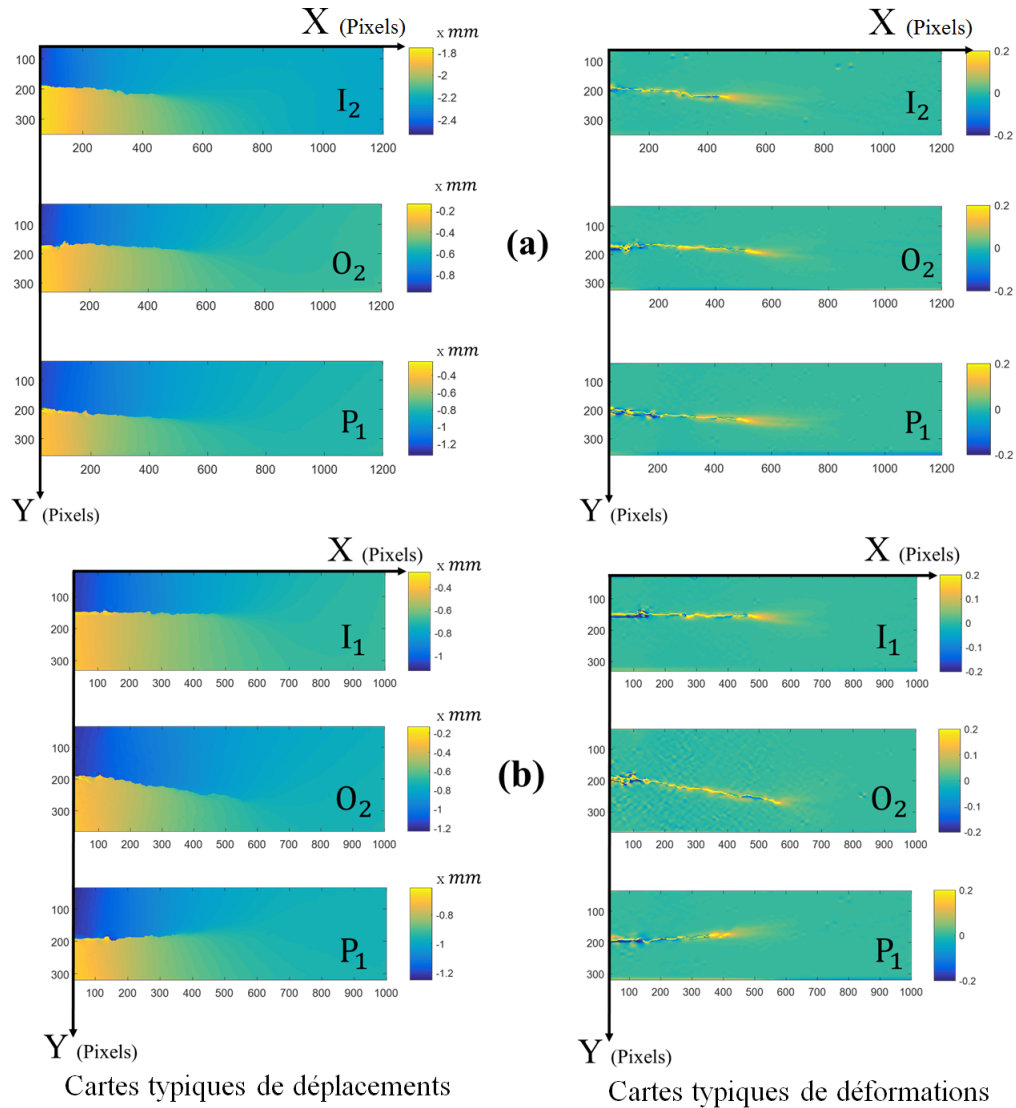 X (Pixels)
x mm
100
200
300
I2
-1.8
-2
-2.2
-2.4
200 400 600 800 1000 1200
x mm
100
200
300
O2
-0.2
-0.4
-0.6
-0.8
200 400 600 800 1000 1200
x mm
100
200
300
P1
-0.4
-0.6
-0.8
-1
-1.2
200 400 600 800 1000 1200
Y (Pixels)
(a)
X (Pixels)
100
200
300
I2
0.2
0
-0.2
200 400 600 800 1000 1200
100
200
300
O2
0.2
0
-0.2
200 400 600 800 1000 1200
100
200
300
P1
0.2
0
-0.2
200 400 600 800 1000 1200
Y (Pixels)
X (Pixels)
x mm
100
200
300
I1
-0.4
-0.6
-0.8
-1
100 200 300 400 500 600 700 800 900 1000
x mm
100
200
300
O2
-0.2
-0.4
-0.6
-0.8
-1
-1.2
100 200 300 400 500 600 700 800 900 1000
x mm
100
200
300
P1
-0.8
-1
-1.2
100 200 300 400 500 600 700 800 900 1000
Y (Pixels)
Cartes typiques de déplacements
(b)
X (Pixels)
100
200
300
I1
0.2
0.1
0
-0.1
-0.2
100 200 300 400 500 600 700 800 900 1000
100
200
300
O2
0.2
0.1
0
-0.1
-0.2
100 200 300 400 500 600 700 800 900 1000
100
200
300
P1
0.2
0
-0.2
100 200 300 400 500 600 700 800 900 1000
Y (Pixels)
Cartes typiques de déformations